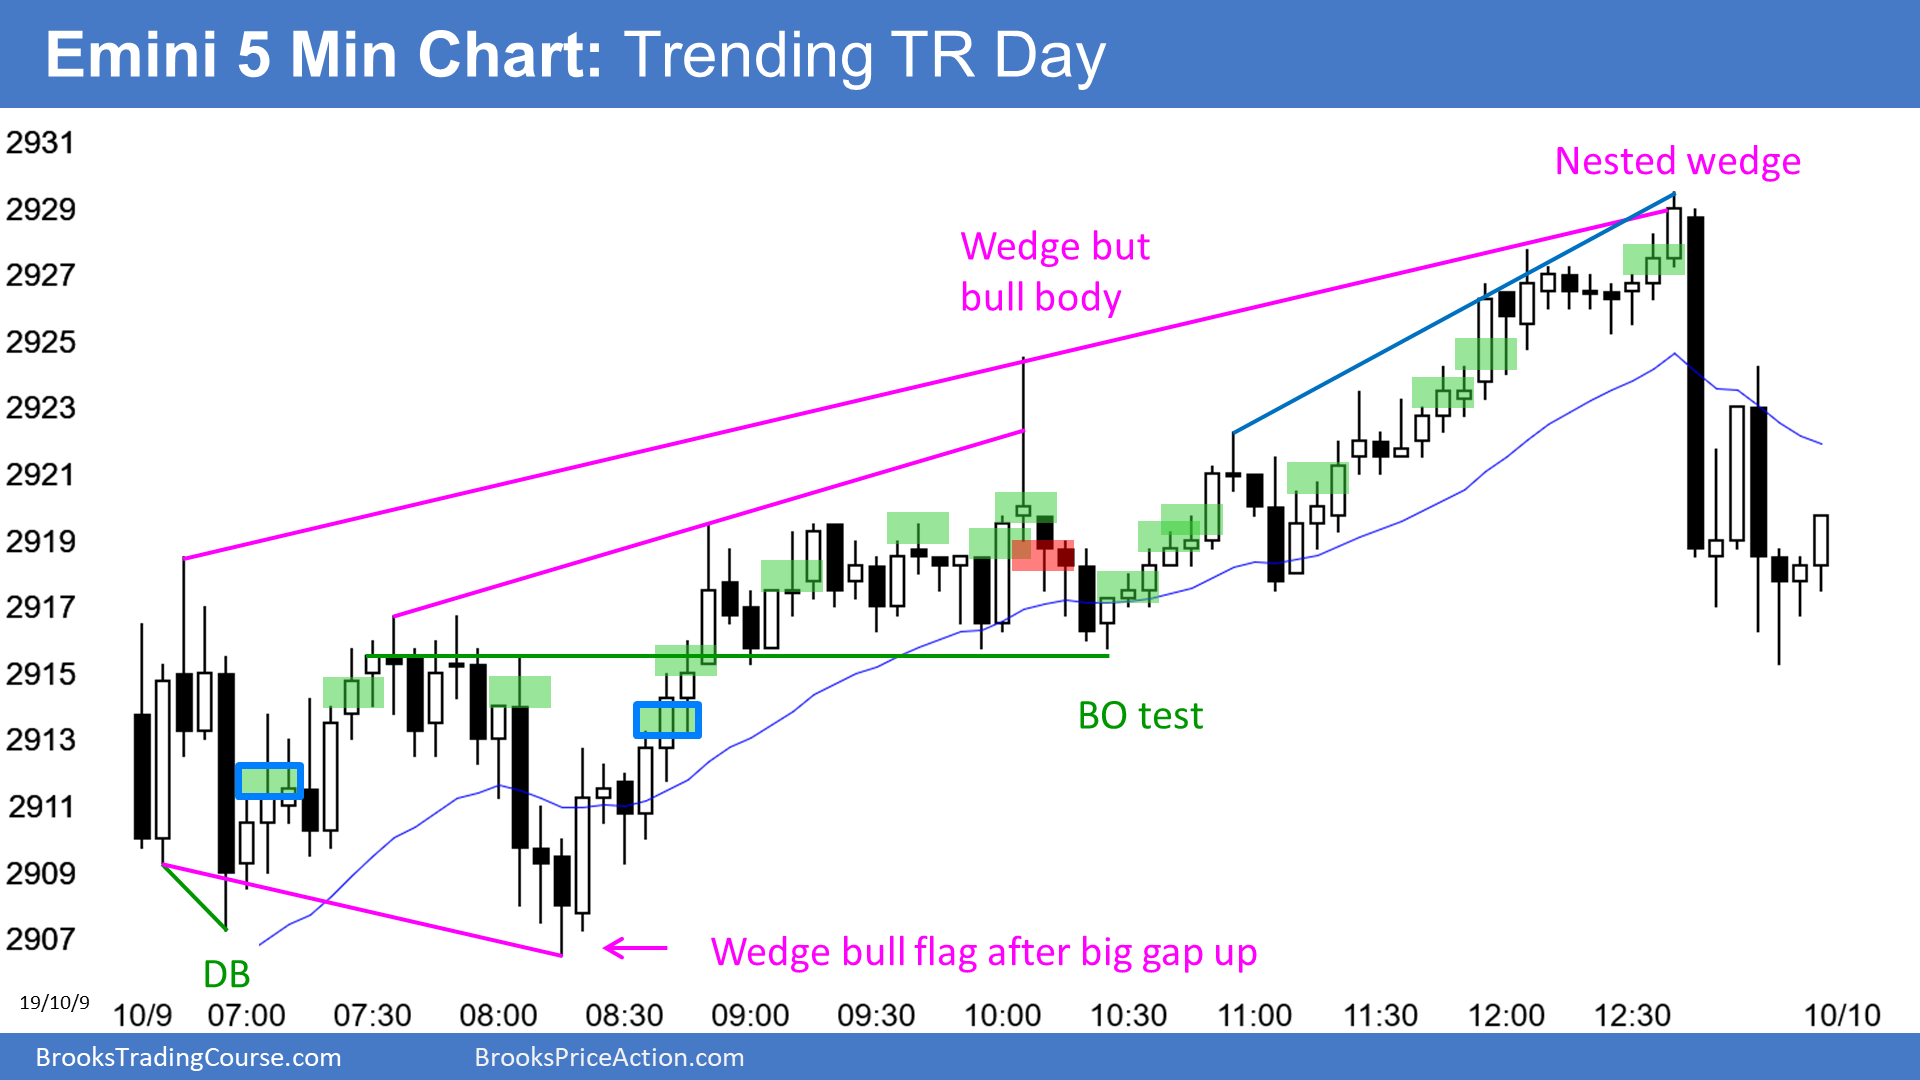 Emini 5 Min Chart: Trending TR Day
2931
Nested wedge
2929
Wedge but
bull body
2927
2925
2923
2921
2919
2917
2915
BO test
2913
2911
2909
2907
Wedge bull flag after big gap up
DB
19/10/9
10/9 07:00 07:30 08:00 08:30 09:00 09:30 10:00 10:30 11:00 11:30 12:00 12:30 10/10
BrooksTradingCourse.com BrooksPriceAction.com